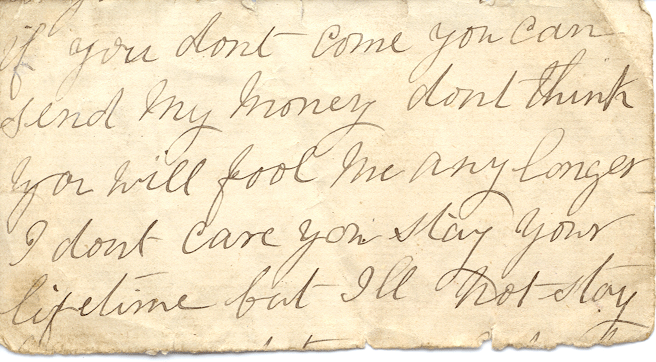 if you dont come you can
send my money dont think
you will fool me any longer
I dont care you stay your
lifetime but Ill not stay